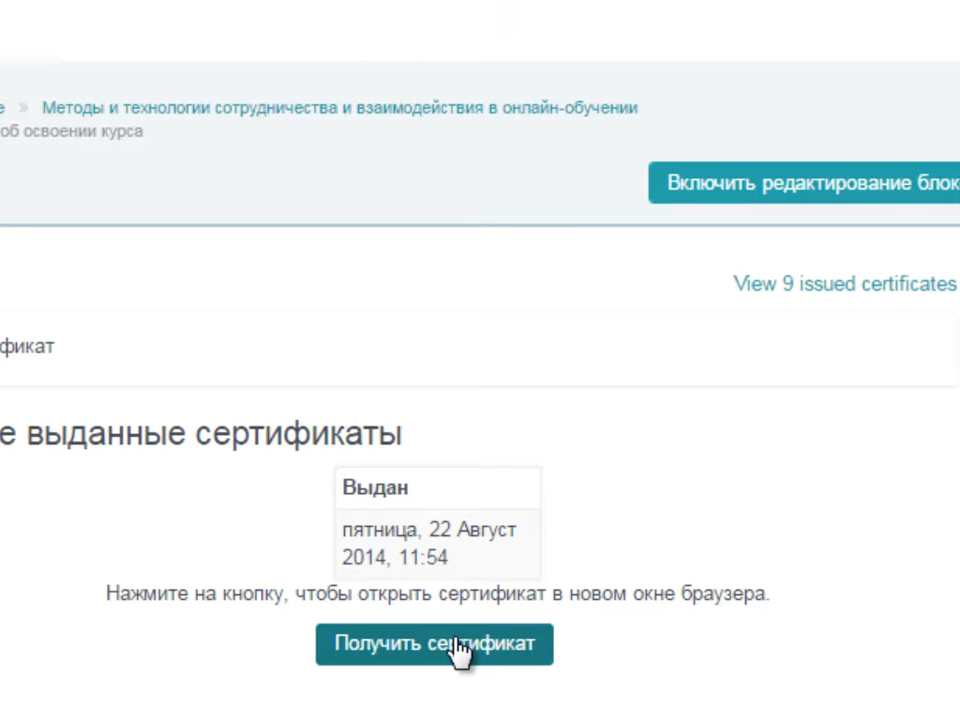 е » Методы и технологии сотрудничества и взаимодействия в онлайн-обучении
об освоении курса
Включить редактирование блок
View 9 issued certificates
фикат
е выданные сертификаты
Выдан
пятница, 22 Август
2014, 11:54
Нажмите на кнопку, чтобы открыть сертификат в новом окне браузера.
Получить сертификат